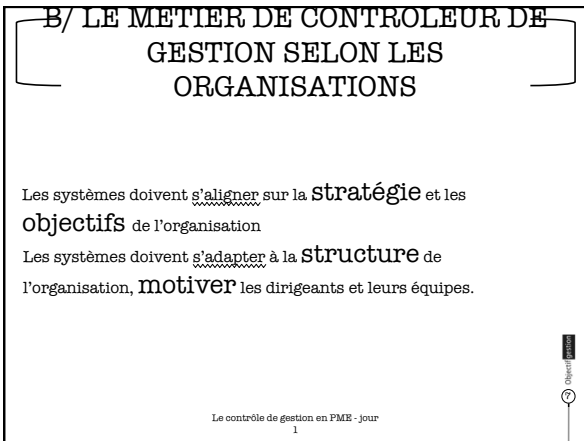 B/ LE METIER DE CONTROLEUR DE
GESTION SELON LES
ORGANISATIONS
Les systèmes doivent s'aligner sur la stratégie et les
objectifs de l'organisation
Les systèmes doivent s'adapter à la structure de
l'organisation, motiver les dirigeants et leurs équipes.
Objectif gestion
7
Le contrôle de gestion en PME - jour
1